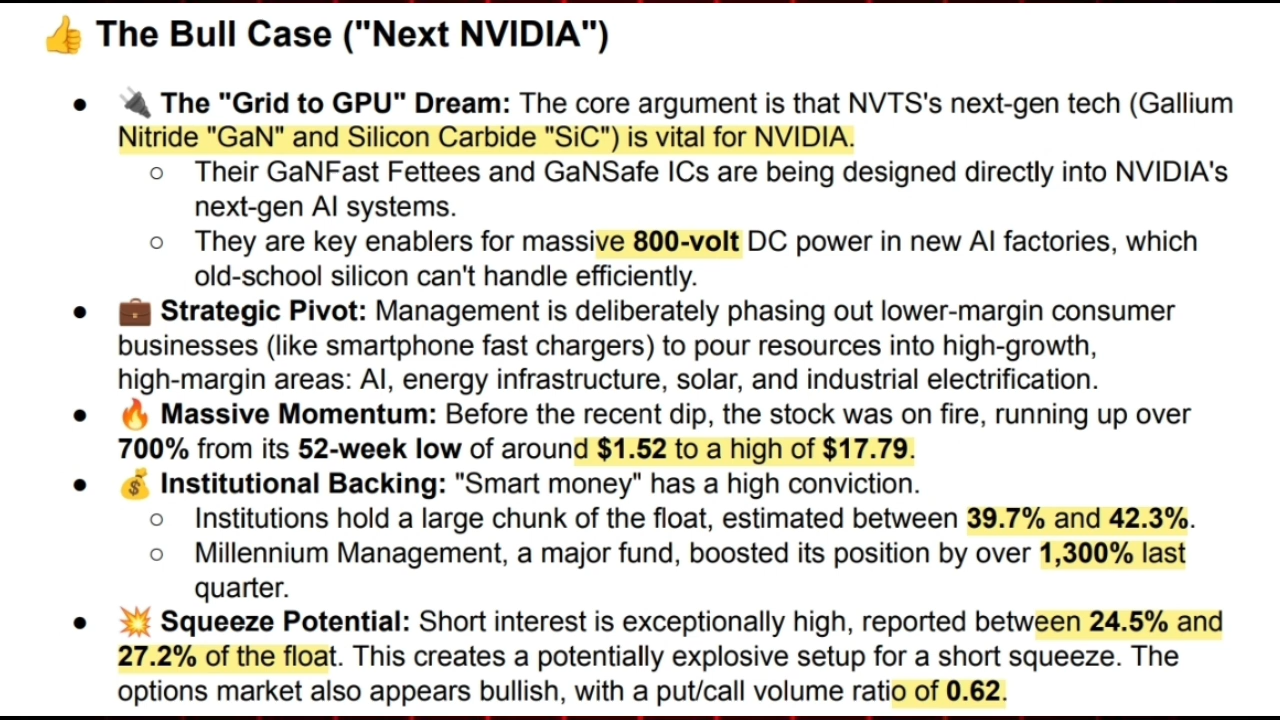 👍 The Bull Case ("Next NVIDIA")
● 🔌 The "Grid to GPU" Dream: The core argument is that NVTS's next-gen tech (Gallium
Nitride "GaN" and Silicon Carbide "SiC") is vital for NVIDIA.
○ Their GaNFast Fettees and GaNSafe ICs are being designed directly into NVIDIA's
next-gen AI systems.
○ They are key enablers for massive 800-volt DC power in new AI factories, which
old-school silicon can't handle efficiently.
● 💼 Strategic Pivot: Management is deliberately phasing out lower-margin consumer
businesses (like smartphone fast chargers) to pour resources into high-growth,
high-margin areas: AI, energy infrastructure, solar, and industrial electrification.
● 🔥 Massive Momentum: Before the recent dip, the stock was on fire, running up over
700% from its 52-week low of around $1.52 to a high of $17.79.
● 💰 Institutional Backing: "Smart money" has a high conviction.
○ Institutions hold a large chunk of the float, estimated between 39.7% and 42.3%.
○ Millennium Management, a major fund, boosted its position by over 1,300% last
quarter.
● 💥 Squeeze Potential: Short interest is exceptionally high, reported between 24.5% and
27.2% of the float. This creates a potentially explosive setup for a short squeeze. The
options market also appears bullish, with a put/call volume ratio of 0.62.